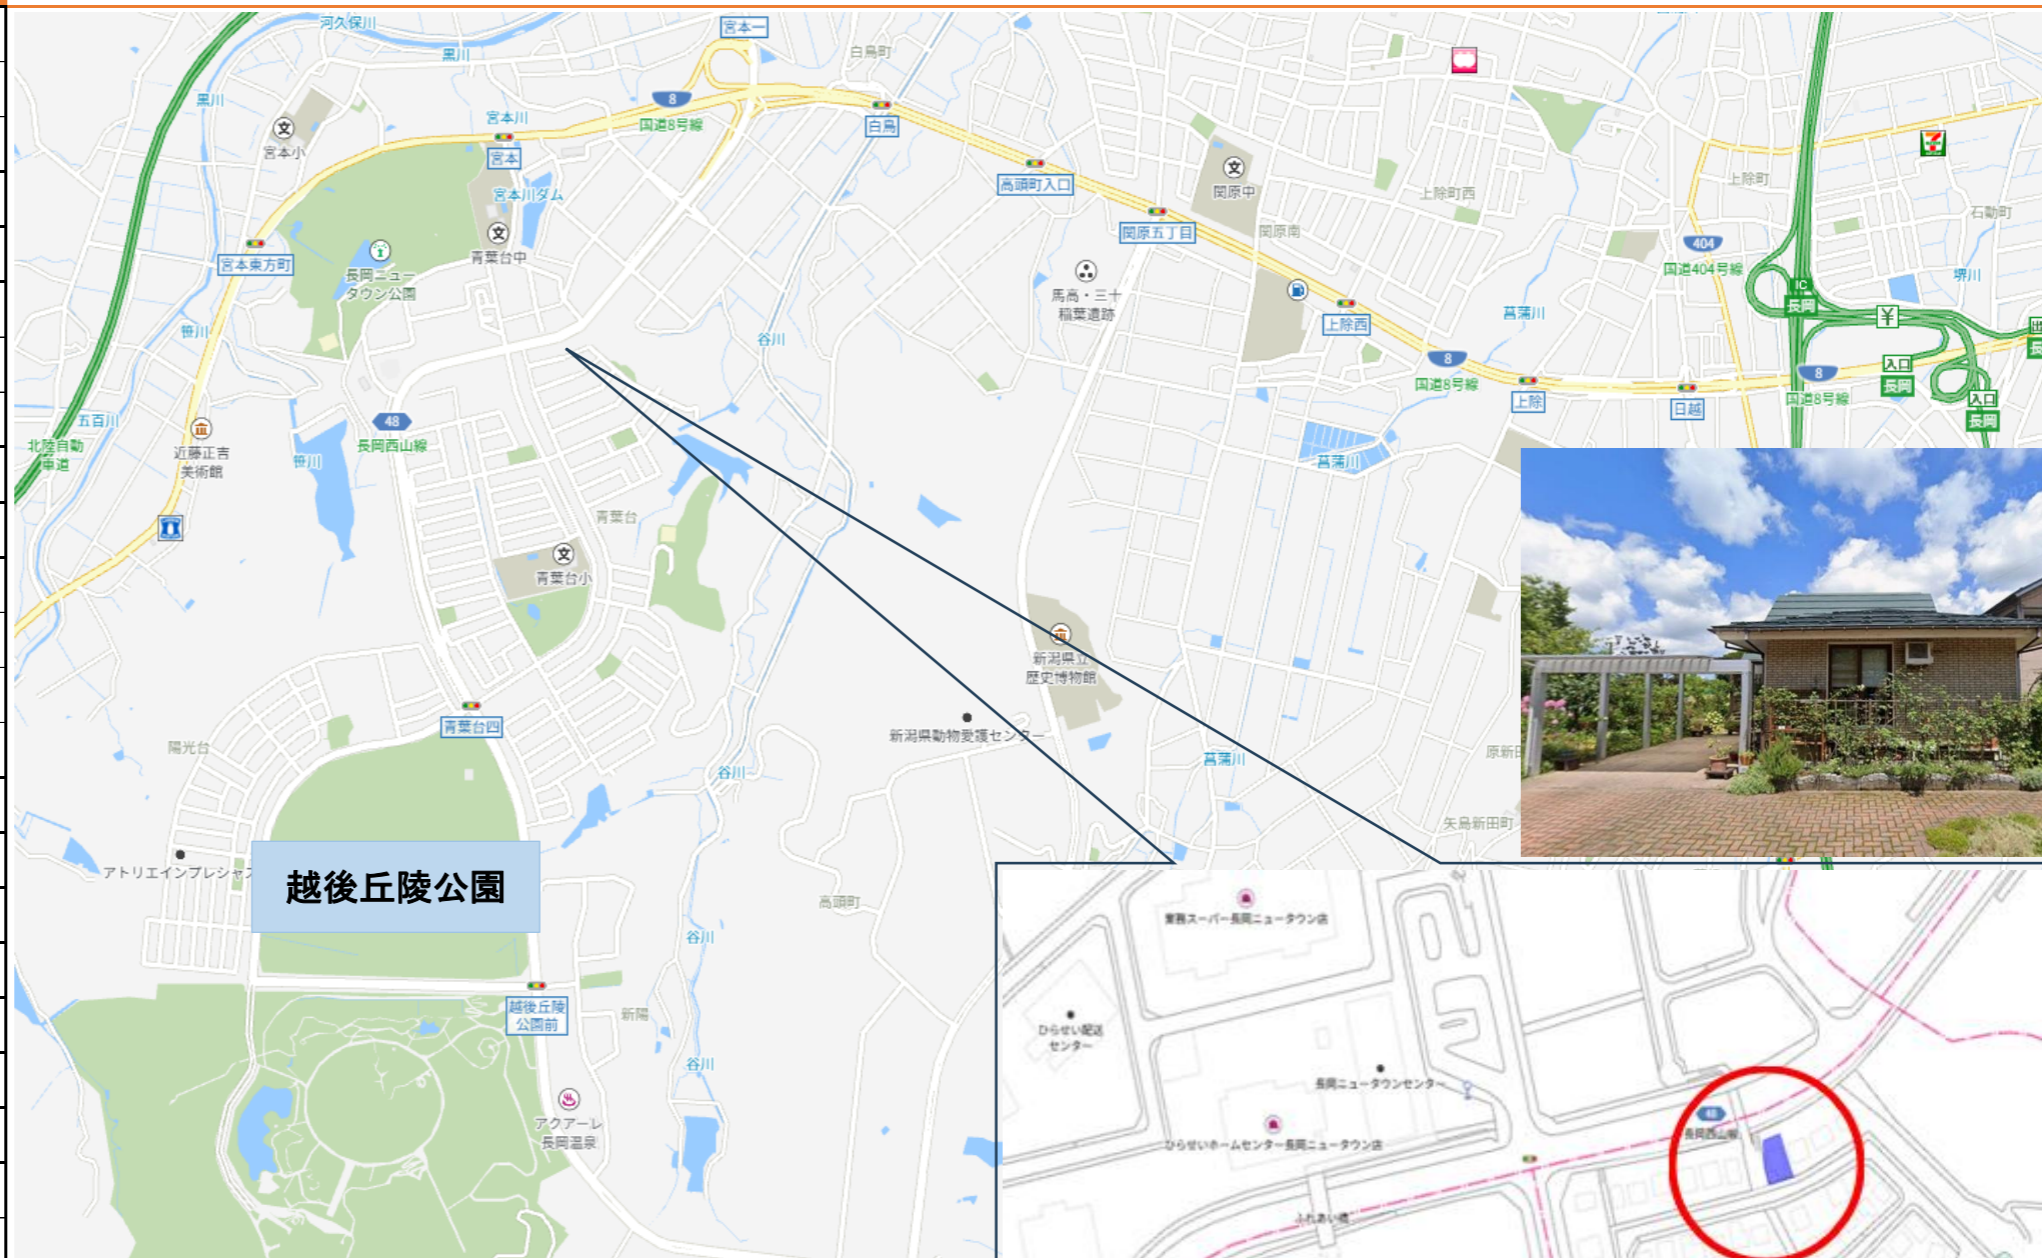 河久保川
黒川
宮本一
白鳥町
黒川
8
国道8号線
宮本川
宮本
宮本小
文
白鳥
高頭町入口
宮本川ダム
文
青葉台中
関原中
文
上除町西
上除町
石動町
関原五丁目
関原南
宮本東方町
長岡ニュー
タウン公園
馬高・三十
稲葉遺跡
404
国道404号線
堺川
IC
長岡
¥
入口
長岡
入口
長岡
菖蒲川
上除西
笹川
谷川
8
国道8号線
8
国道8号線
上除
日越
五百川
北陸自動
車道
近藤正吉
美術館
48
長岡西山線
笹川
菖蒲川
青葉台
文
青葉台小
新潟県立
歴史博物館
新潟県動物愛護センター
青葉台四
陽光台
谷川
菖蒲川
矢島新田町
アトリエインプレシャス
越後丘陵公園
高頭町
谷川
越後丘陵
公園前
新陽
谷川
アクアーレ
長岡温泉
業務スーパー長岡ニュータウン店
ひらせい配送
センター
長岡ニュータウンセンター
ひらせいホームセンター長岡ニュータウン店
48
長岡西山線
ふれあい橋